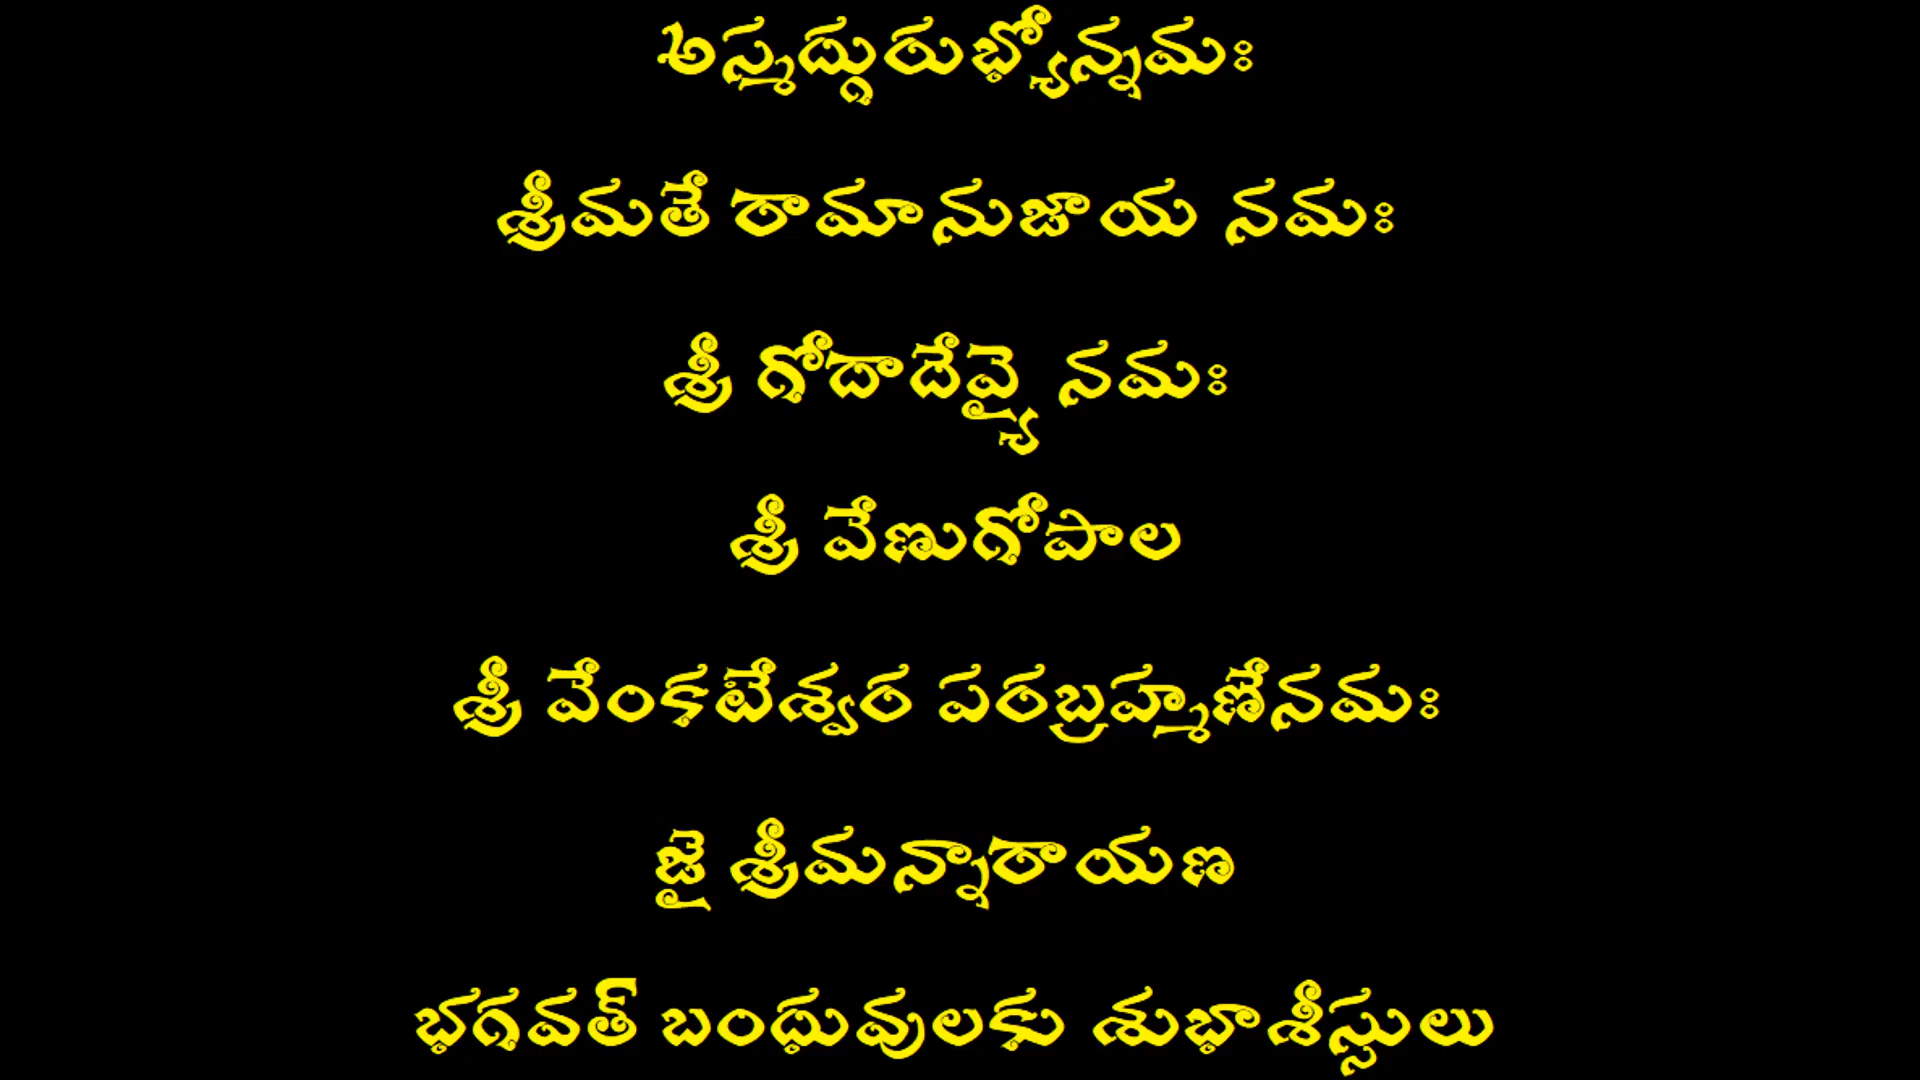 అస్మద్గురుభ్యోన్నమః
శ్రీమతే రామానుజాయ నమః
శ్రీ గోదాదేవ్యై నమః
శ్రీ వేణుగోపాల
శ్రీ వేంకటేశ్వర పరబ్రహ్మణేనమః
జై శ్రీమన్నారాయణ
భగవత్ బంధువులకు శుభాశీస్సులు